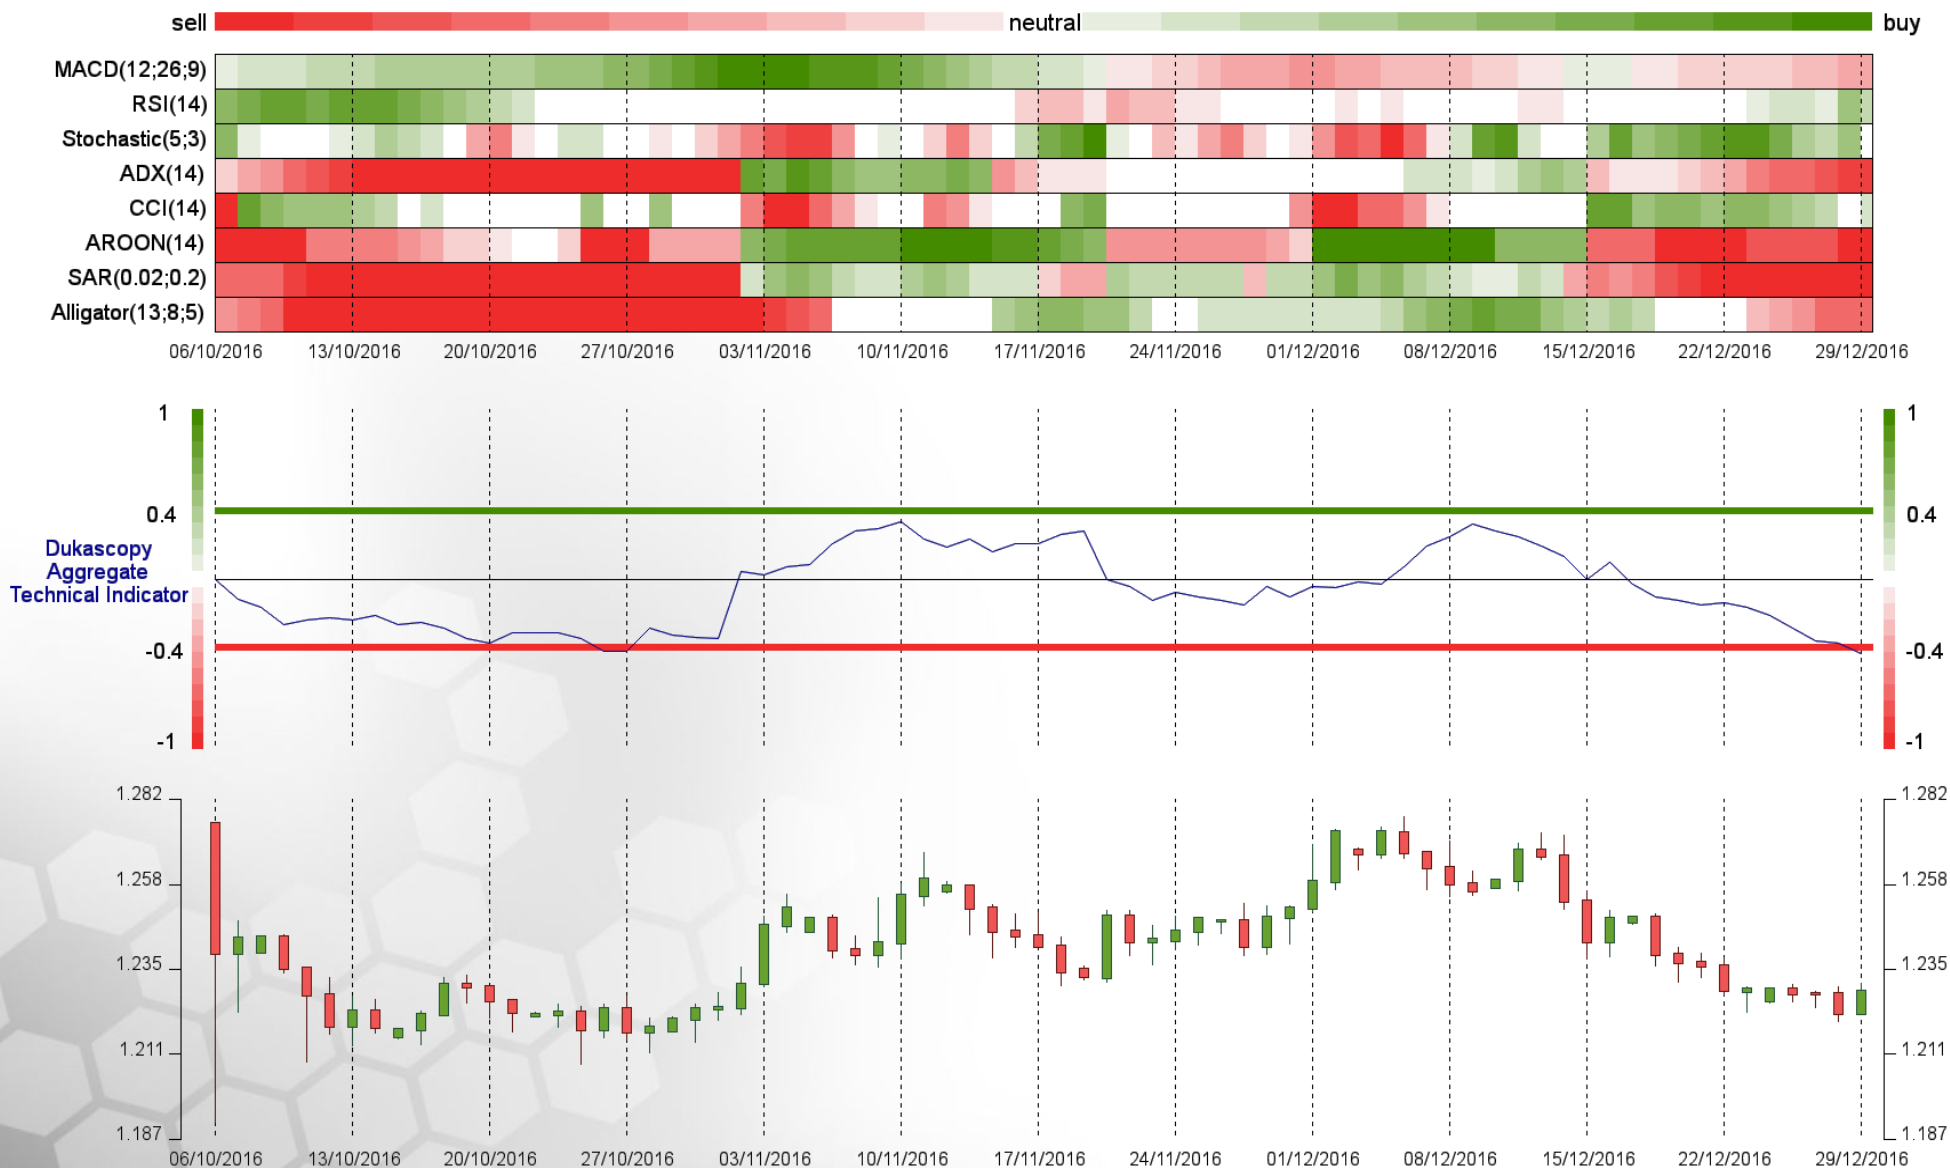 sell neutral buy
MACD(12;26;9)
RSI(14)
Stochastic(5;3)
ADX(14)
CCI(14)
AROON(14)
SAR(0.02;0.2)
Alligator(13;8;5)
06/10/2016 13/10/2016 20/10/2016 27/10/2016 03/11/2016 10/11/2016 17/11/2016 24/11/2016 01/12/2016 08/12/2016 15/12/2016 22/12/2016 29/12/2016
1 1
0.4 0.4
Dukascopy
Aggregate
Technical Indicator
-0.4 -0.4
-1 -1
1.282 1.282
1.258 1.258
1.235 1.235
1.211 1.211
1.187 1.187
06/10/2016 13/10/2016 20/10/2016 27/10/2016 03/11/2016 10/11/2016 17/11/2016 24/11/2016 01/12/2016 08/12/2016 15/12/2016 22/12/2016 29/12/2016